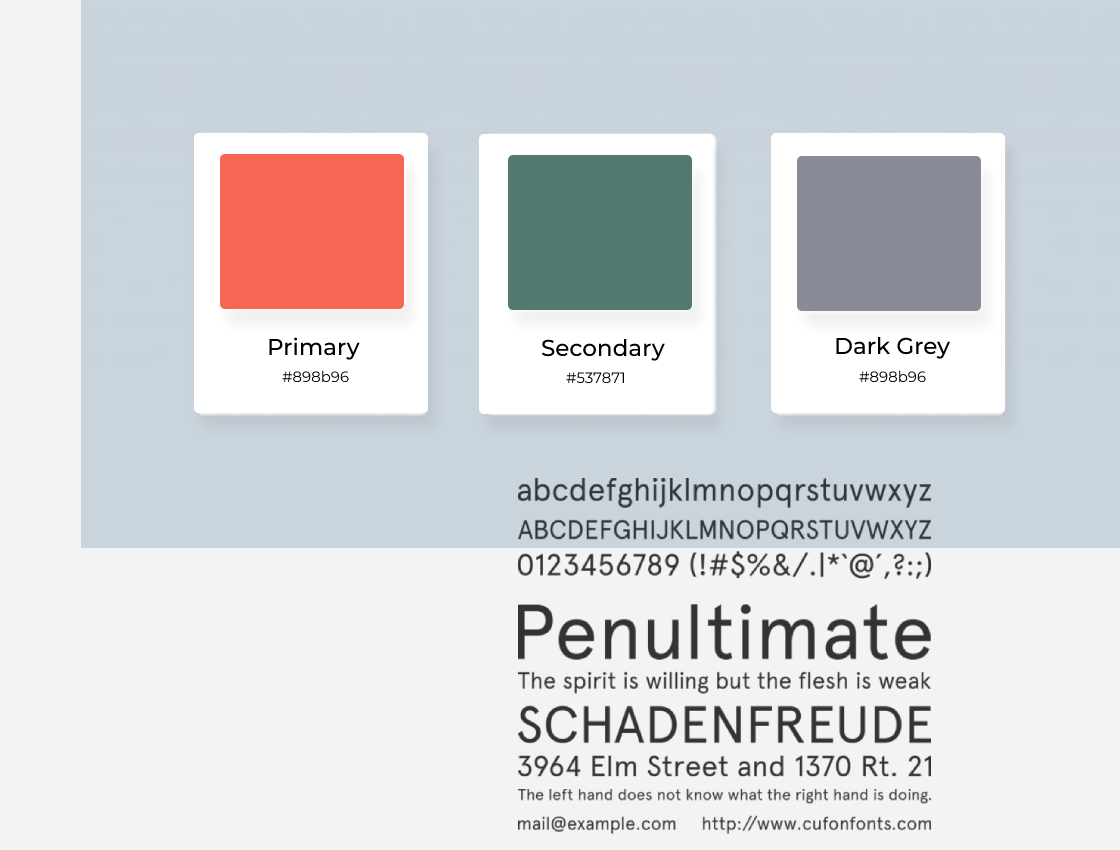 Primary
#898b96
Secondary
#537871
Dark Grey
#898b96
abcdefghijklmnopqrstuvwxyz
ABCDEFGHIJKLMNOPQRSTUVWXYZ
0123456789 (!#$%&/.|*`@´,?:;)
Penultimate
The spirit is willing but the flesh is weak
SCHADENFREUDE
3964 Elm Street and 1370 Rt. 21
The left hand does not know what the right hand is doing.
mail@example.com http://www.cufonfonts.com